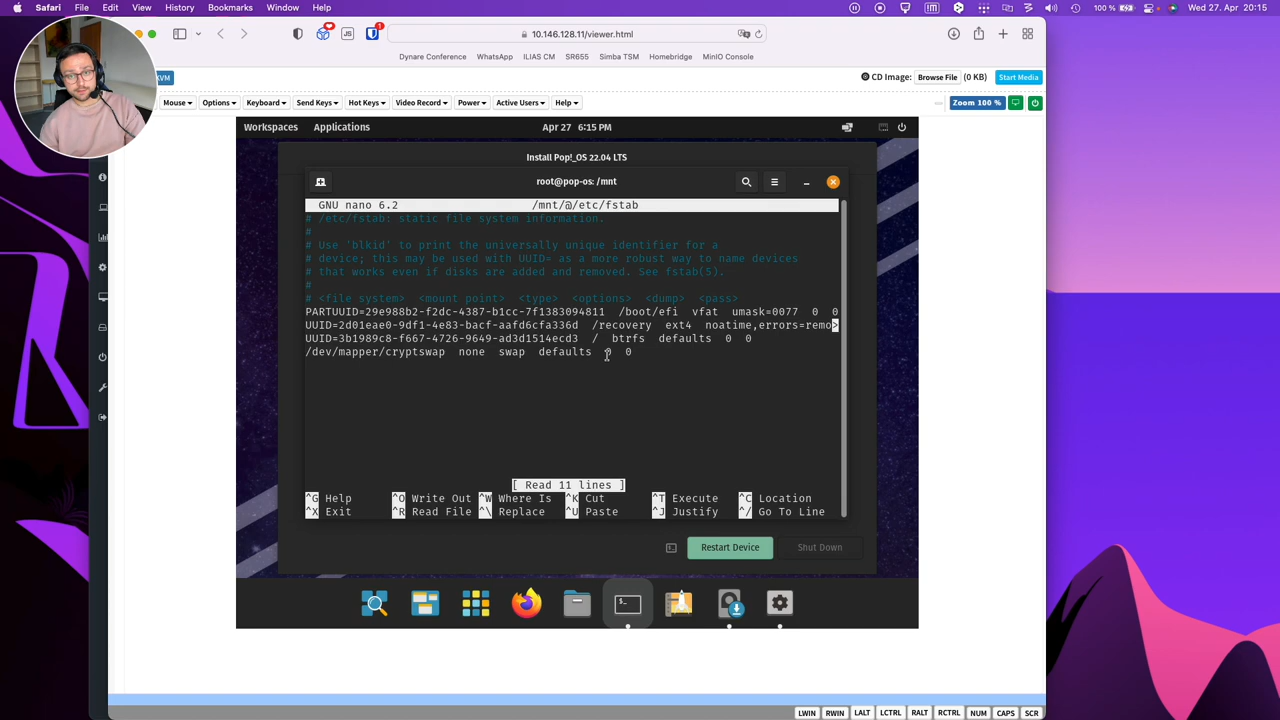 Safari File Edit View History Bookmarks Window Help
100 % Wed 27. Apr 20:15
10.146.128.11/viewer.html
Dynare Conference WhatsApp ILIAS CM SR655 Simba TSM Homebridge MinIO Console
KVM
CD Image: Browse File (0 KB) Start Media
Mouse Options Keyboard Send Keys Hot Keys Video Record Power Active Users Help
Zoom 100 %
Workspaces Applications Apr 27 6:15 PM
Install Pop!_OS 22.04 LTS
root@pop-os: /mnt
GNU nano 6.2 /mnt/@/etc/fstab
# /etc/fstab: static file system information.
#
# Use 'blkid' to print the universally unique identifier for a
# device; this may be used with UUID= as a more robust way to name devices
# that works even if disks are added and removed. See fstab(5).
#
# <file system> <mount point> <type> <options> <dump> <pass>
PARTUUID=29e988b2-f2dc-4387-b1cc-7f1383094811 /boot/efi vfat umask=0077 0 0
UUID=2d01eae0-9df1-4e83-bacf-aafd6cfa336d /recovery ext4 noatime,errors=remo>
UUID=3b1989c8-f667-4726-9649-ad3d1514ecd3 / btrfs defaults 0 0
/dev/mapper/cryptswap none swap defaults 0 0
[ Read 11 lines ]
^G Help ^O Write Out ^W Where Is ^K Cut ^T Execute ^C Location
^X Exit ^R Read File ^\ Replace ^U Paste ^J Justify ^/ Go To Line
Restart Device Shut Down
LWIN RWIN LALT LCTRL RALT RCTRL NUM CAPS SCR